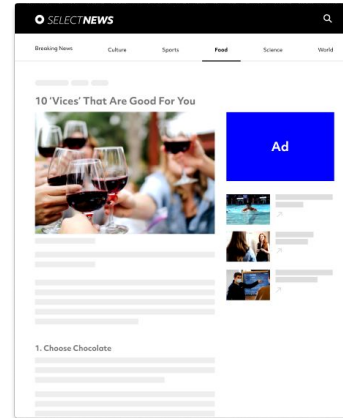 SELECTNEWS
Breaking News Culture Sports Food Science World
10 'Vices' That Are Good For You
Ad
1. Choose Chocolate